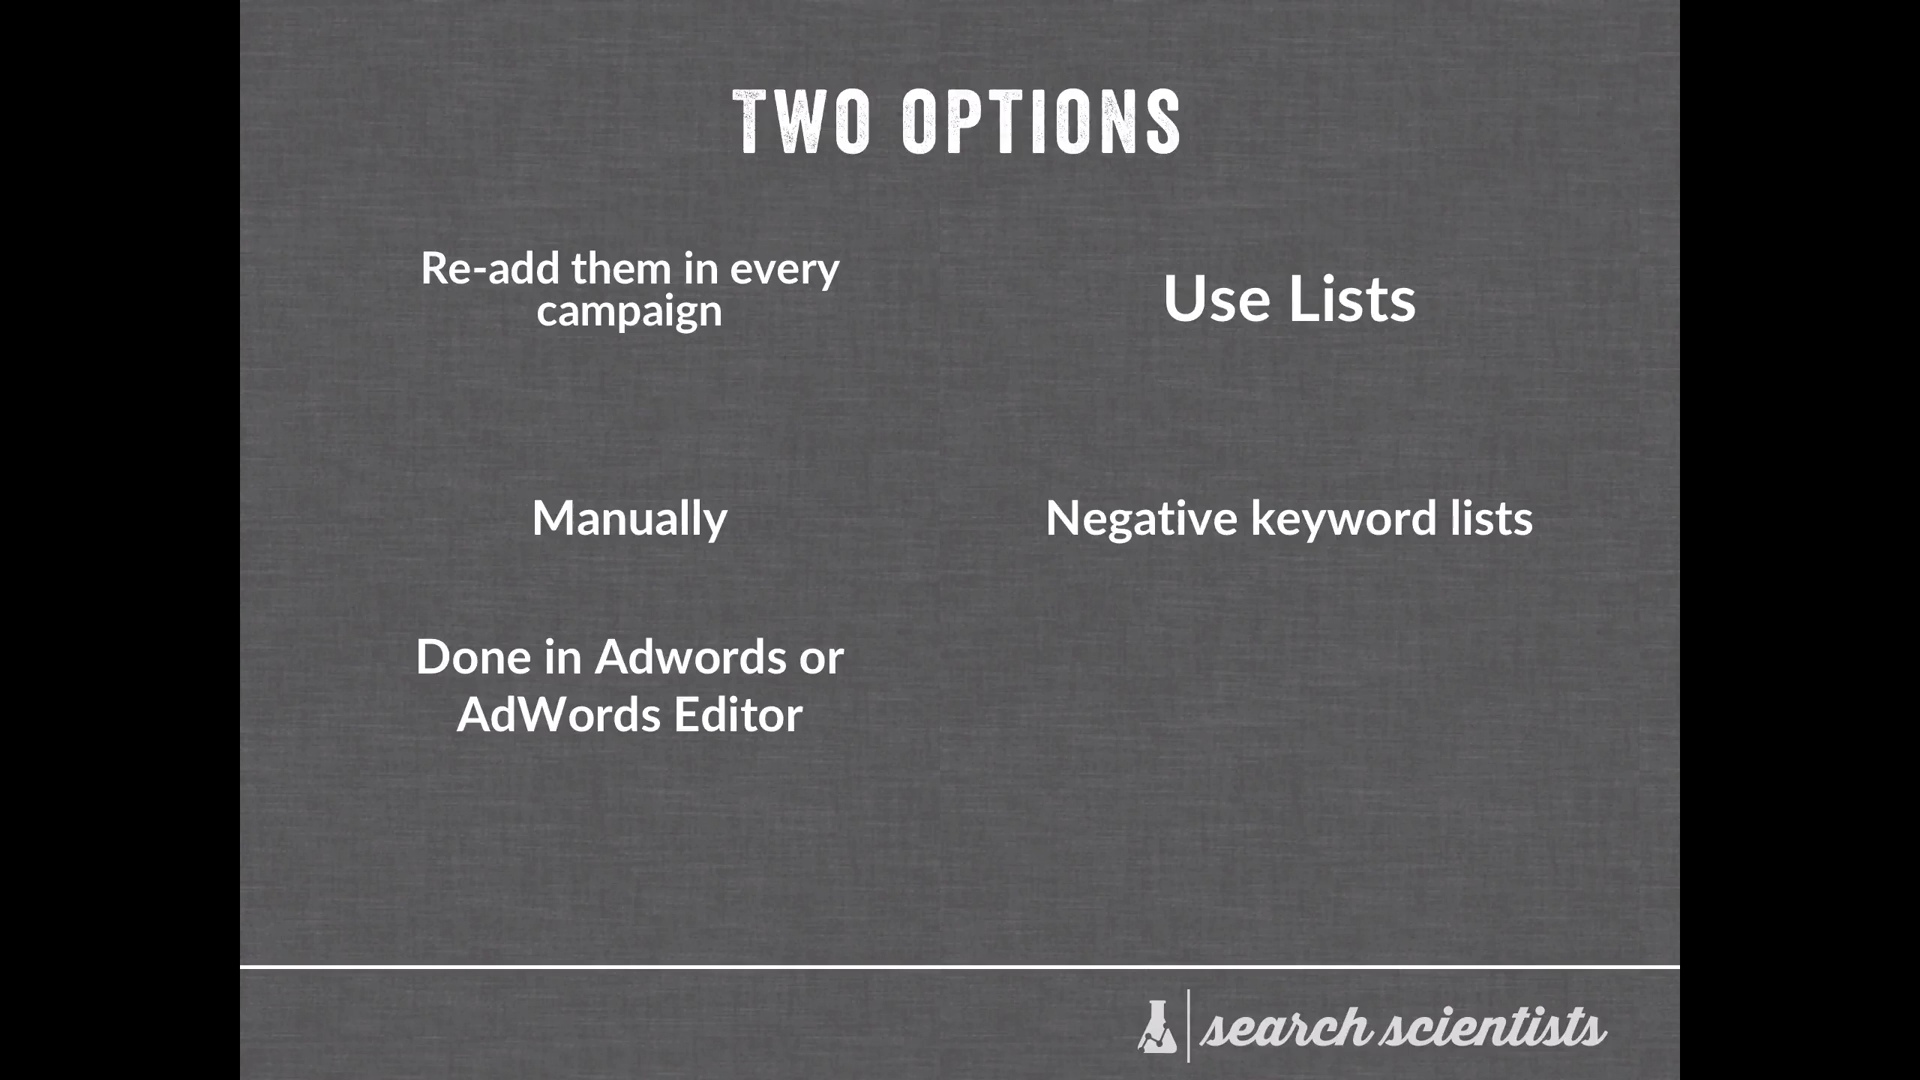 TWO OPTIONS
Re-add them in every
campaign
Manually
Done in Adwords or
AdWords Editor
Use Lists
Negative keyword lists
search scientists